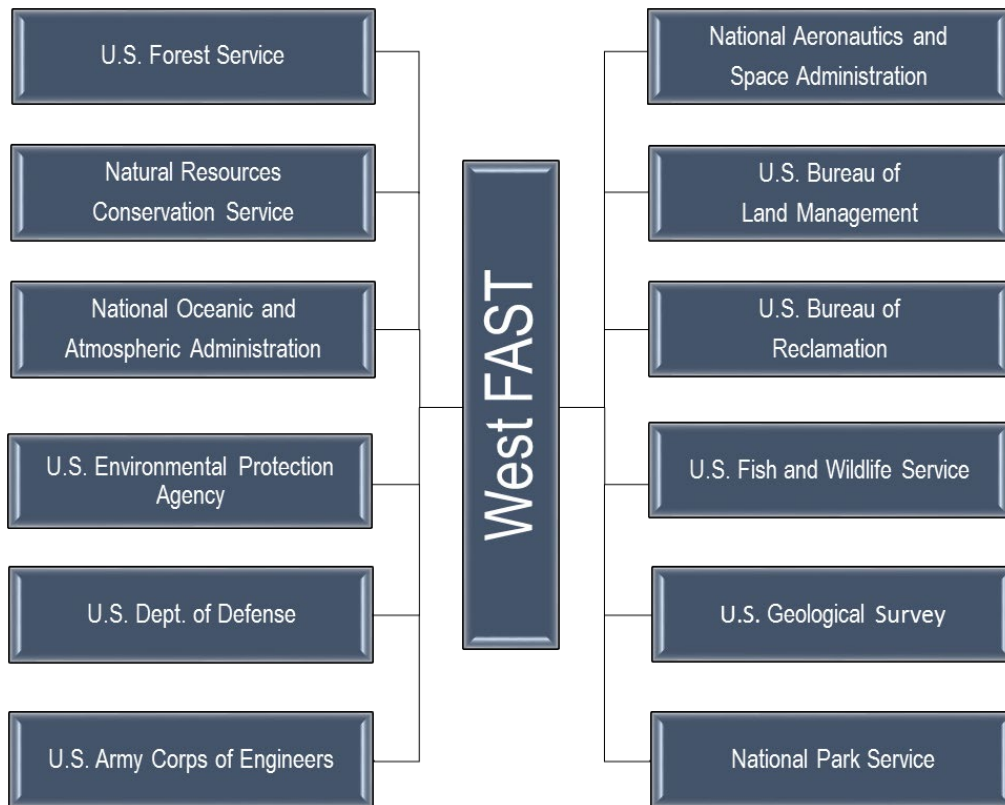 U.S. Forest Service
Natural Resources
Conservation Service
National Oceanic and
Atmospheric Administration
U.S. Environmental Protection
Agency
U.S. Dept. of Defense
U.S. Army Corps of Engineers
West FAST
National Aeronautics and
Space Administration
U.S. Bureau of
Land Management
U.S. Bureau of
Reclamation
U.S. Fish and Wildlife Service
U.S. Geological Survey
National Park Service